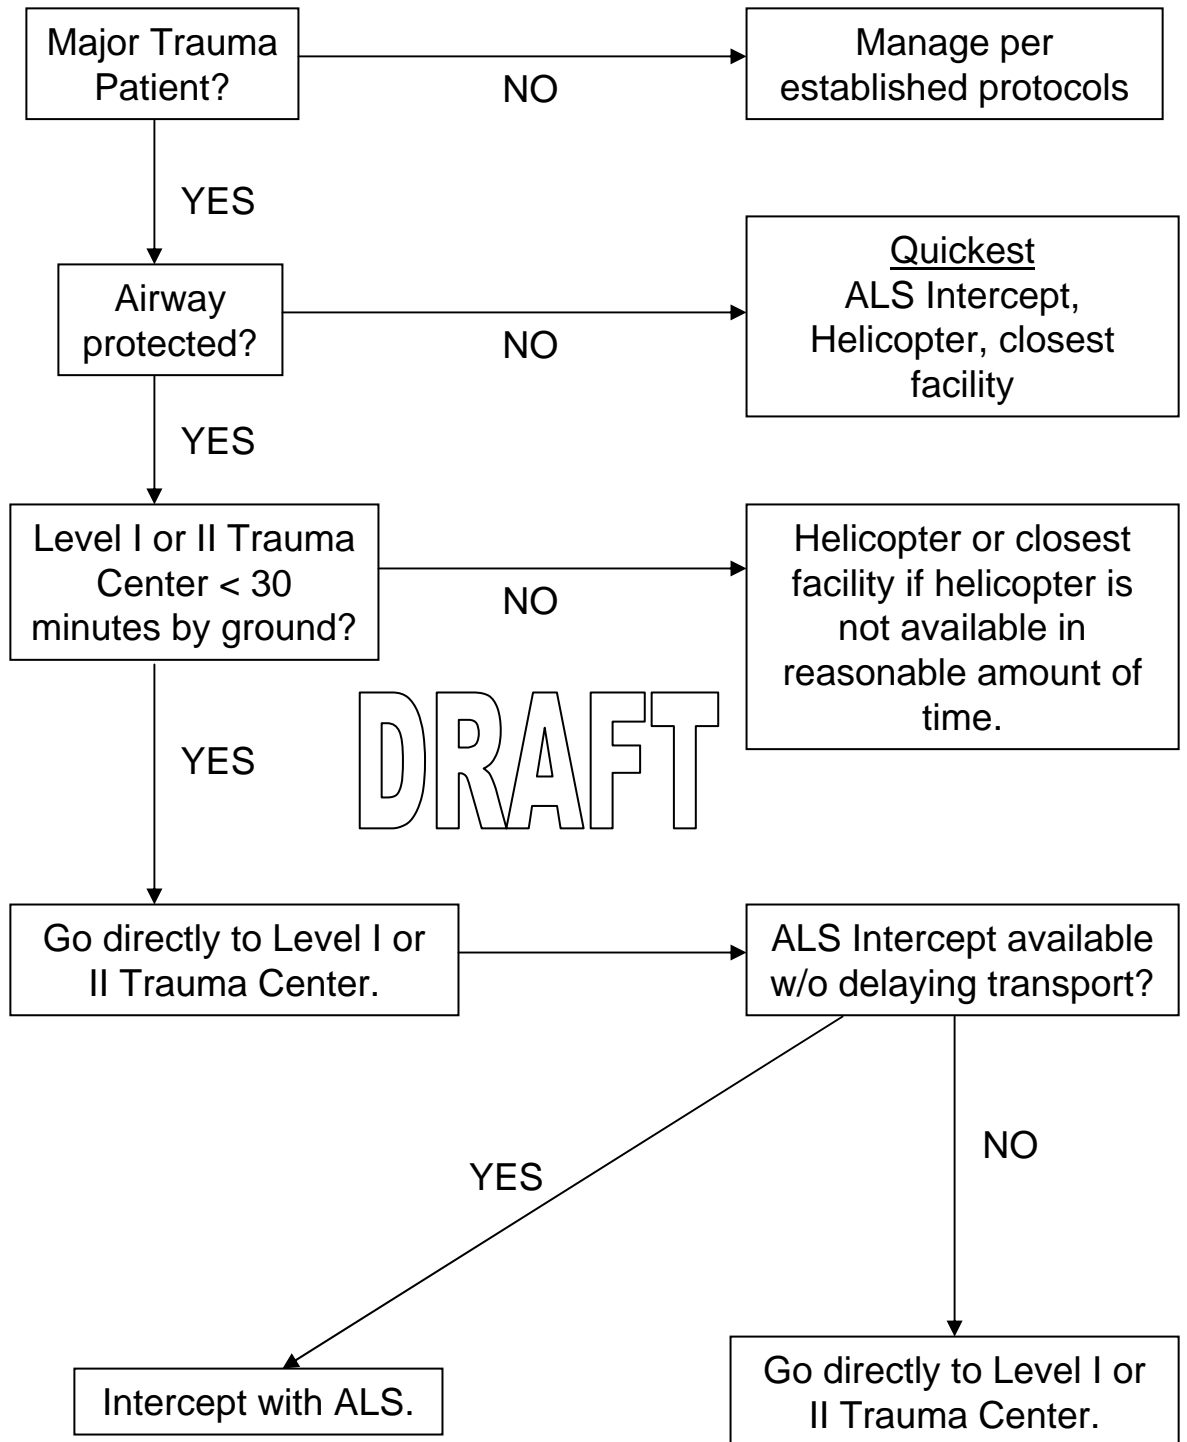 Major Trauma
Patient?
NO
Manage per
established protocols
YES
Airway
protected?
NO
Quickest
ALS Intercept,
Helicopter, closest
facility
YES
Level I or II Trauma
Center < 30
minutes by ground?
NO
Helicopter or closest
facility if helicopter is
not available in
reasonable amount of
time.
DRAFT
YES
Go directly to Level I or
II Trauma Center.
ALS Intercept available
w/o delaying transport?
YES
NO
Intercept with ALS.
Go directly to Level I or
II Trauma Center.